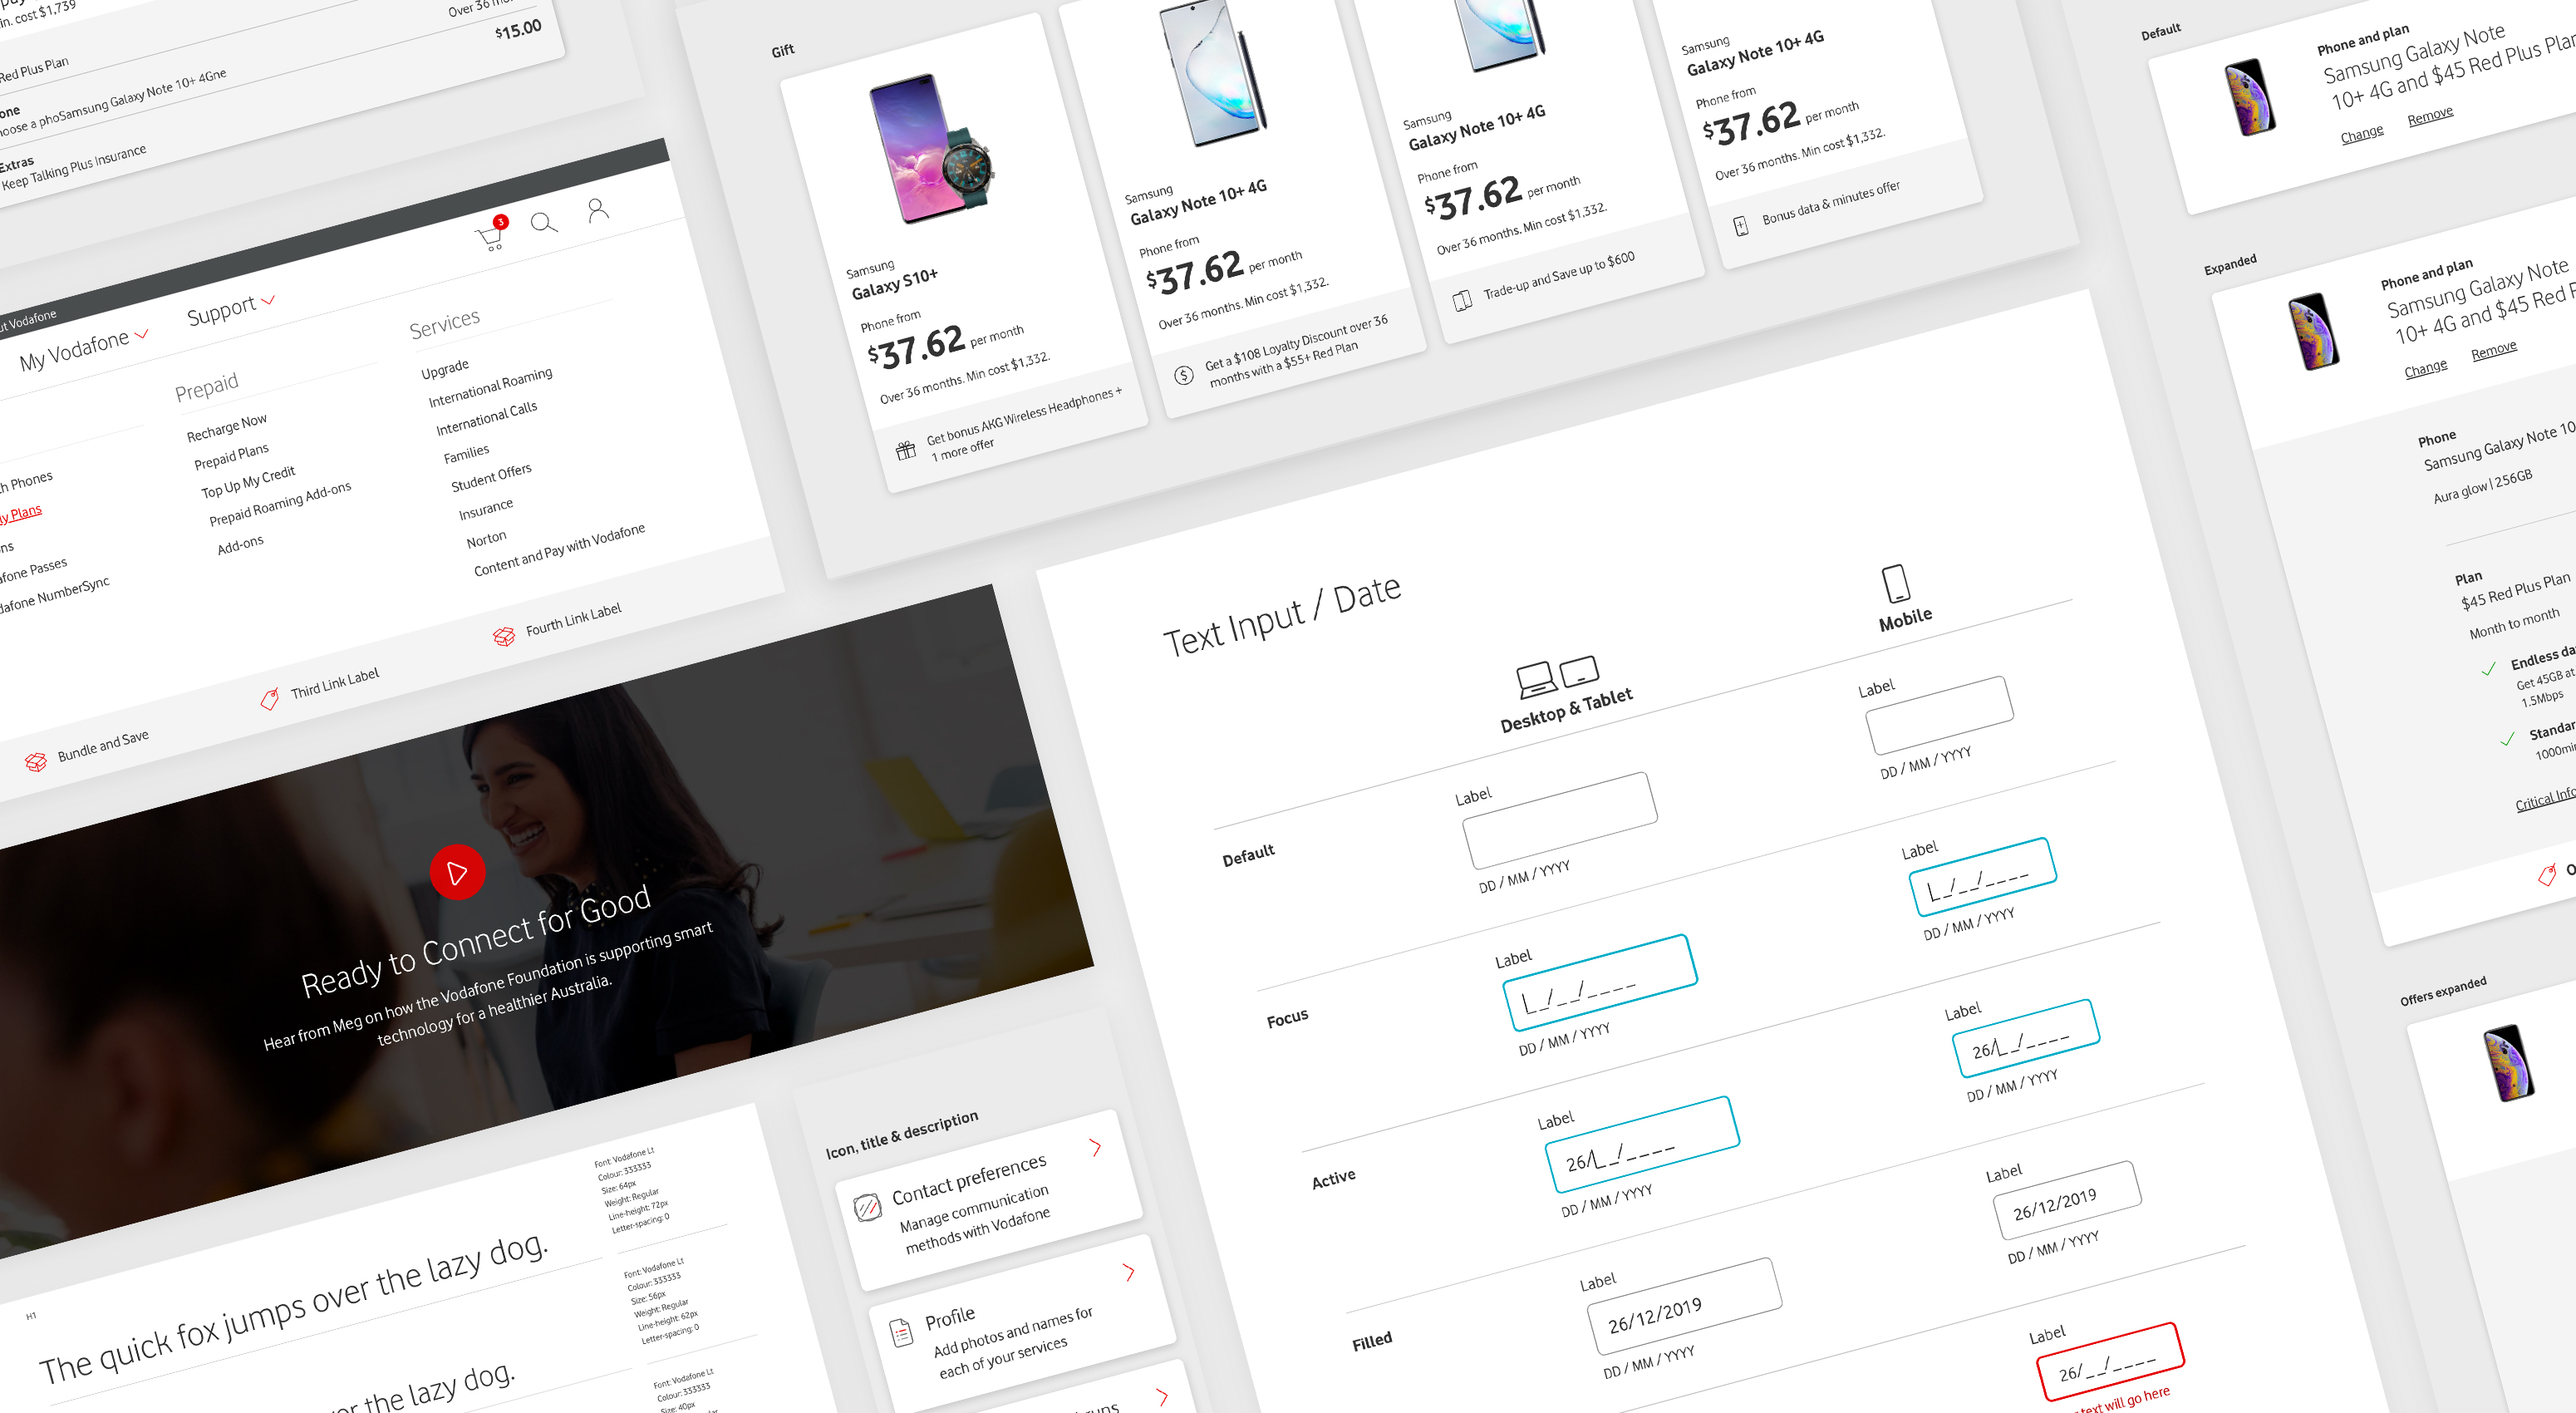 in. cost $1,739
$15.00
Red Plus Plan
hoose a phoSamsung Galaxy Note 10+ 4Gne
Extras
Keep Talking Plus Insurance
3
ut Vodafone
My Vodafone
Support
Services
Upgrade
International Roaming
International Calls
Families
Student Offers
Insurance
Norton
Content and Pay with Vodafone
Prepaid
Recharge Now
Prepaid Plans
Top Up My Credit
Prepaid Roaming Add-ons
Add-ons
th Phones
ly Plans
ons
afone Passes
dafone NumberSync
Bundle and Save
Third Link Label
Fourth Link Label
Ready to Connect for Good
Hear from Meg on how the Vodafone Foundation is supporting smart
technology for a healthier Australia.
H1
The quick fox jumps over the lazy dog.
Font: Vodafone Lt
Colour: 333333
Size: 64px
Weight: Regular
Line-height: 72px
Letter-spacing: 0
er the lazy dog.
Font: Vodafone Lt
Colour: 333333
Size: 56px
Weight: Regular
Line-height: 62px
Letter-spacing: 0
Font: Vodafone Lt
Colour: 333333
Size: 40px
Gift
Samsung
Galaxy S10+
Phone from
$37.62 per month
Over 36 months. Min cost $1,332.
Get bonus AKG Wireless Headphones +
1 more offer
Samsung
Galaxy Note 10+ 4G
Phone from
$37.62 per month
Over 36 months. Min cost $1,332.
Get a $108 Loyalty Discount over 36
months with a $55+ Red Plan
Samsung
Galaxy Note 10+ 4G
Phone from
$37.62 per month
Over 36 months. Min cost $1,332.
Trade-up and Save up to $600
Samsung
Galaxy Note 10+ 4G
Phone from
$37.62 per month
Over 36 months. Min cost $1,332.
Bonus data & minutes offer
Icon, title & description
Contact preferences
Manage communication
methods with Vodafone
Profile
Add photos and names for
each of your services
Text Input / Date
Desktop & Tablet
Mobile
Default
Label
DD / MM / YYYY
Label
DD / MM / YYYY
Focus
Label
__/__/____
DD / MM / YYYY
Label
__/__/____
DD / MM / YYYY
Active
Label
26/__/____
DD / MM / YYYY
Label
26/__/____
DD / MM / YYYY
Filled
Label
26/12/2019
DD / MM / YYYY
Label
26/12/2019
DD / MM / YYYY
Label
26/__/____
text will go here
Default
Phone and plan
Samsung Galaxy Note
10+ 4G and $45 Red Plus Plan
Change
Remove
Expanded
Phone and plan
Samsung Galaxy Note
10+ 4G and $45 Red P
Change
Remove
Phone
Samsung Galaxy Note 10
Aura glow | 256GB
Plan
$45 Red Plus Plan
Month to month
Endless da
Get 45GB at
1.5Mbps
Standar
1000min
Critical Info
Offers expanded